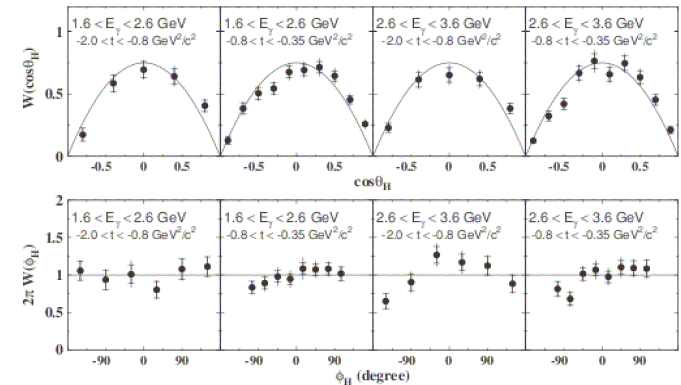 1.6 < Eγ < 2.6 GeV 1.6 < Eγ < 2.6 GeV 2.6 < Eγ < 3.6 GeV 2.6 < Eγ < 3.6 GeV
-2.0 < t < -0.8 GeV²/c² -0.8 < t < -0.35 GeV²/c² -2.0 < t < -0.8 GeV²/c² -0.8 < t < -0.35 GeV²/c²
W(cosθH)
1
0.5
0
-0.5 0 0.5 -0.5 0 0.5 -0.5 0 0.5 -0.5 0 0.5
cosθH
1.6 < Eγ < 2.6 GeV 1.6 < Eγ < 2.6 GeV 2.6 < Eγ < 3.6 GeV 2.6 < Eγ < 3.6 GeV
-2.0 < t < -0.8 GeV²/c² -0.8 < t < -0.35 GeV²/c² -2.0 < t < -0.8 GeV²/c² -0.8 < t < -0.35 GeV²/c²
2π W(ϕH)
2
1.5
1
0.5
0
-90 0 90 -90 0 90 -90 0 90 -90 0 90
ϕH (degree)